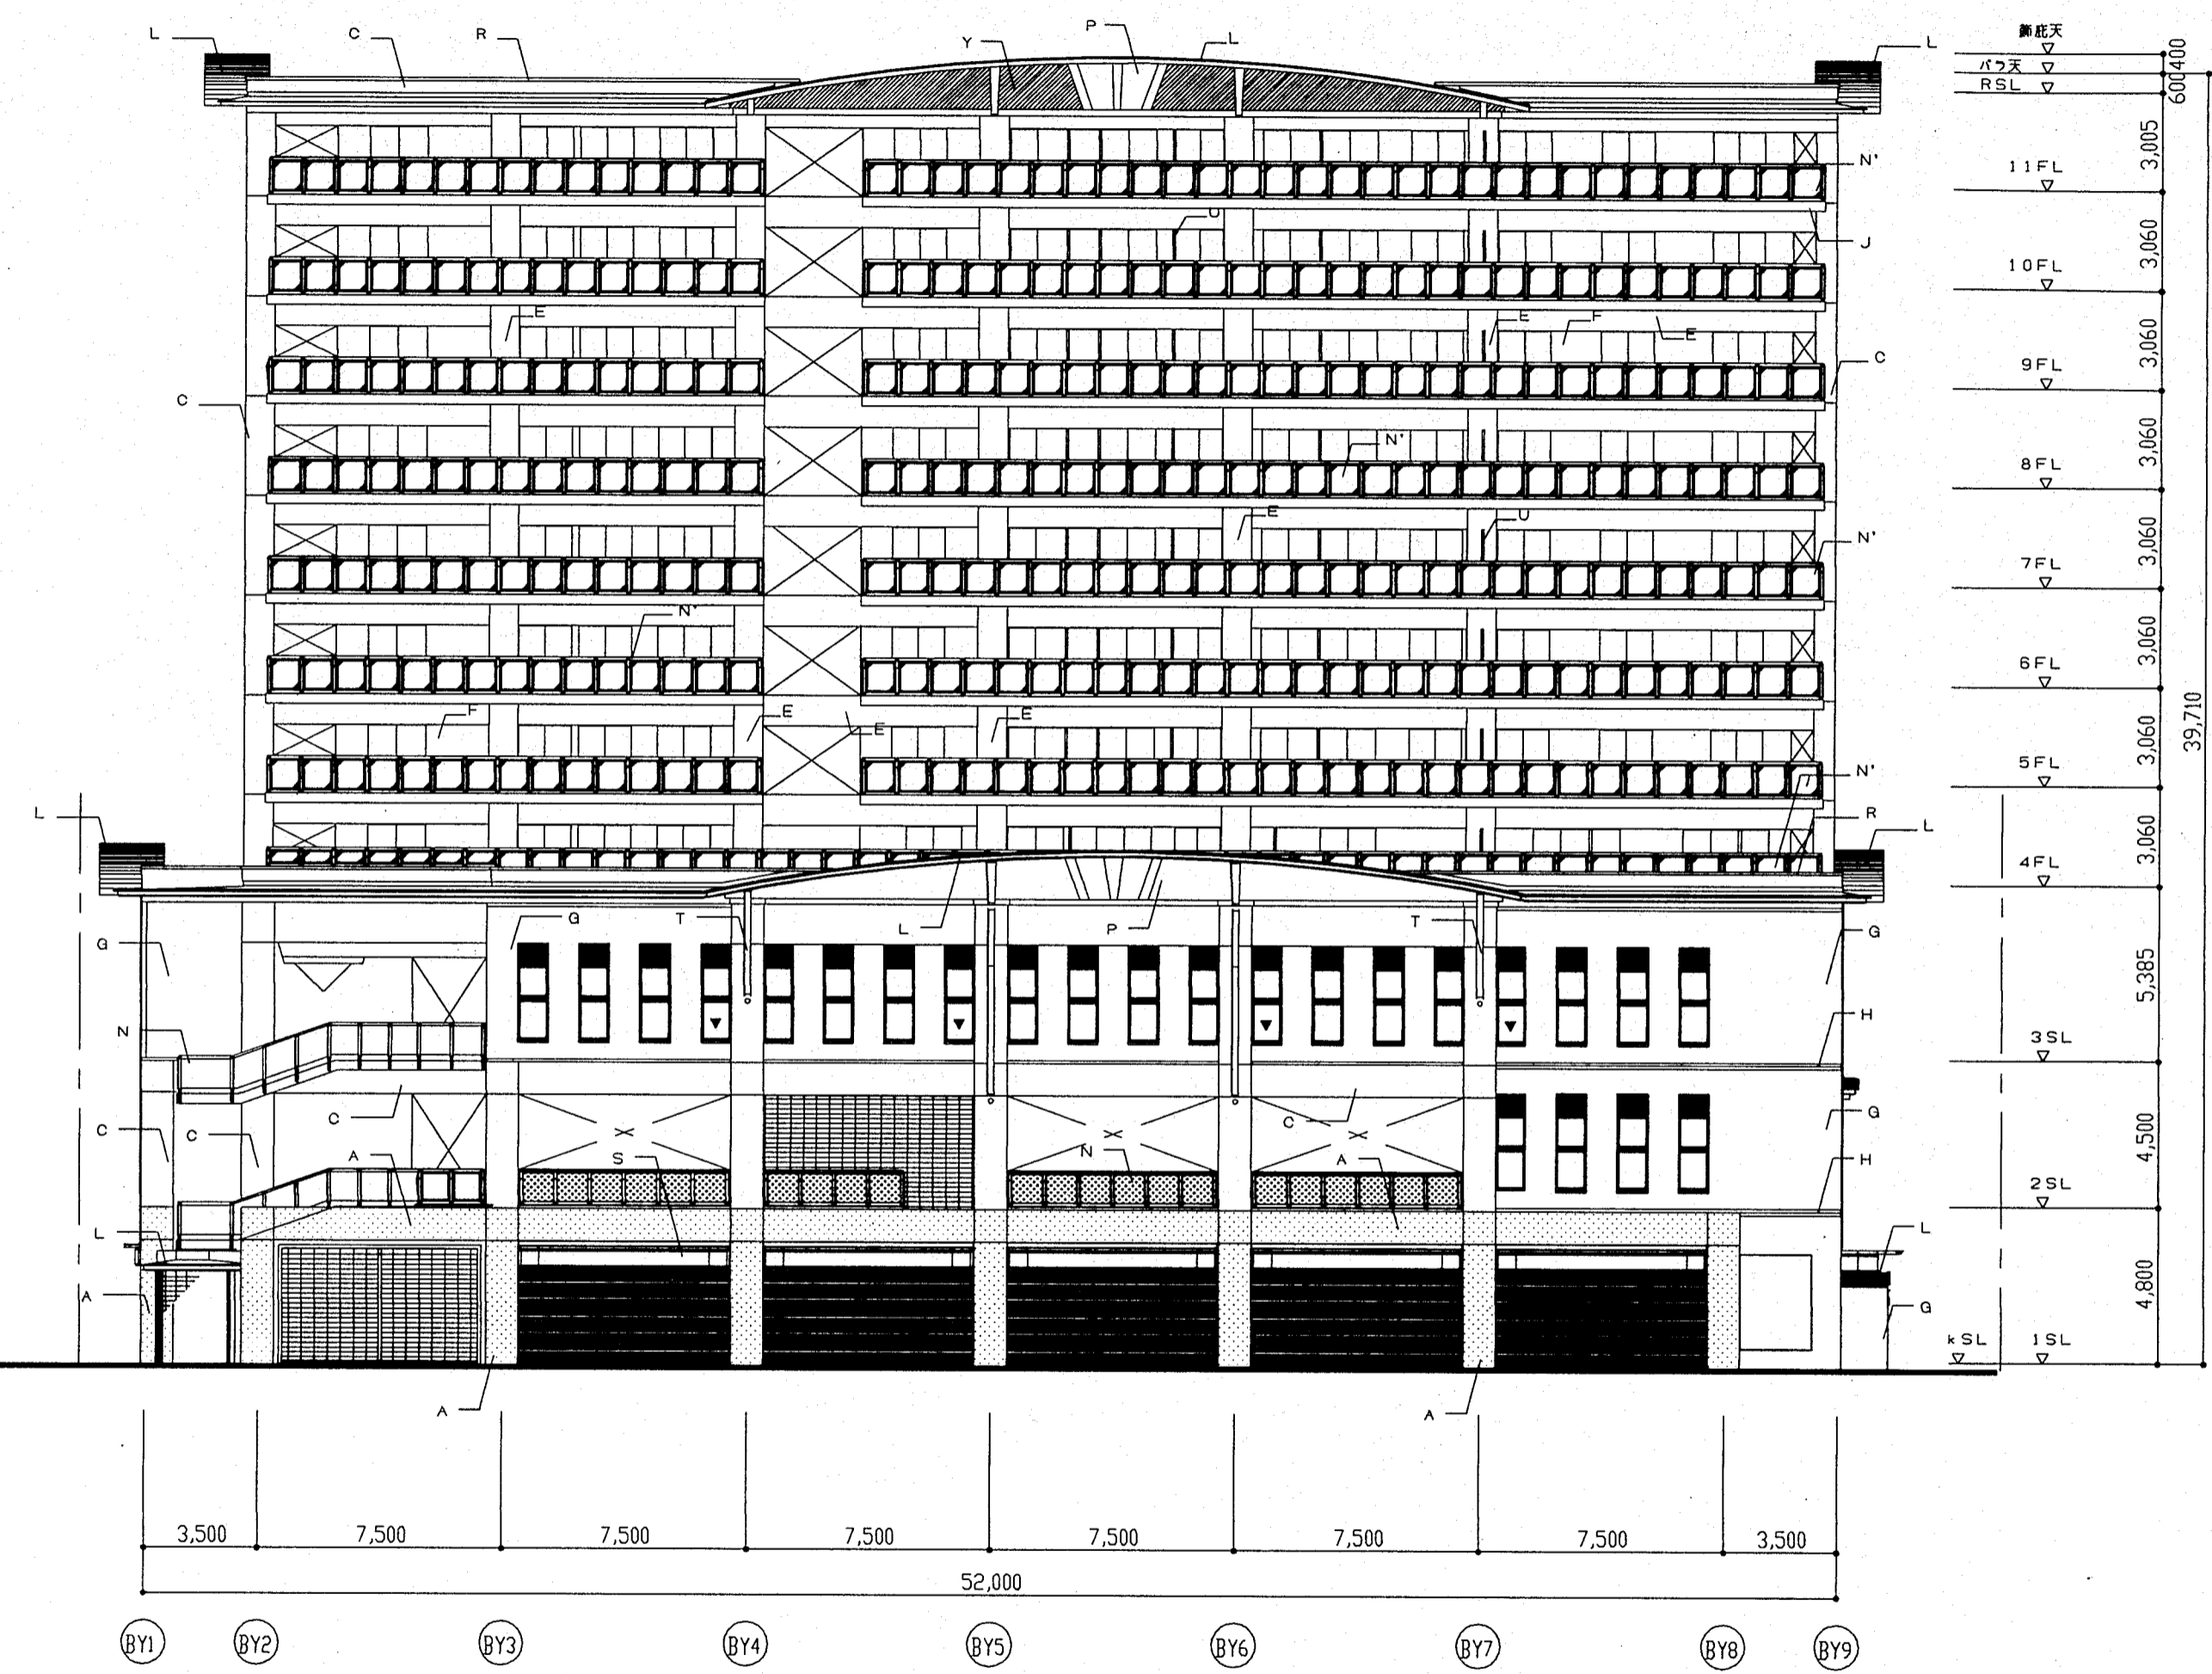 L
C
R
Y
P
L
L
飾庇天
パラ天
RSL
400
600
3,005
N'
11FL
U
J
3,060
10FL
E
E
F
E
3,060
9FL
C
C
3,060
8FL
N'
3,060
7FL
E
U
N'
3,060
6FL
N'
39,710
F
E
E
E
3,060
5FL
N'
L
R
L
3,060
4FL
G
G
T
L
P
T
G
5,385
N
H
3SL
C
C
G
C
C
4,500
A
S
N
A
H
2SL
L
L
A
4,800
G
kSL
1SL
A
A
3,500
7,500
7,500
7,500
7,500
7,500
7,500
3,500
52,000
BY1
BY2
BY3
BY4
BY5
BY6
BY7
BY8
BY9